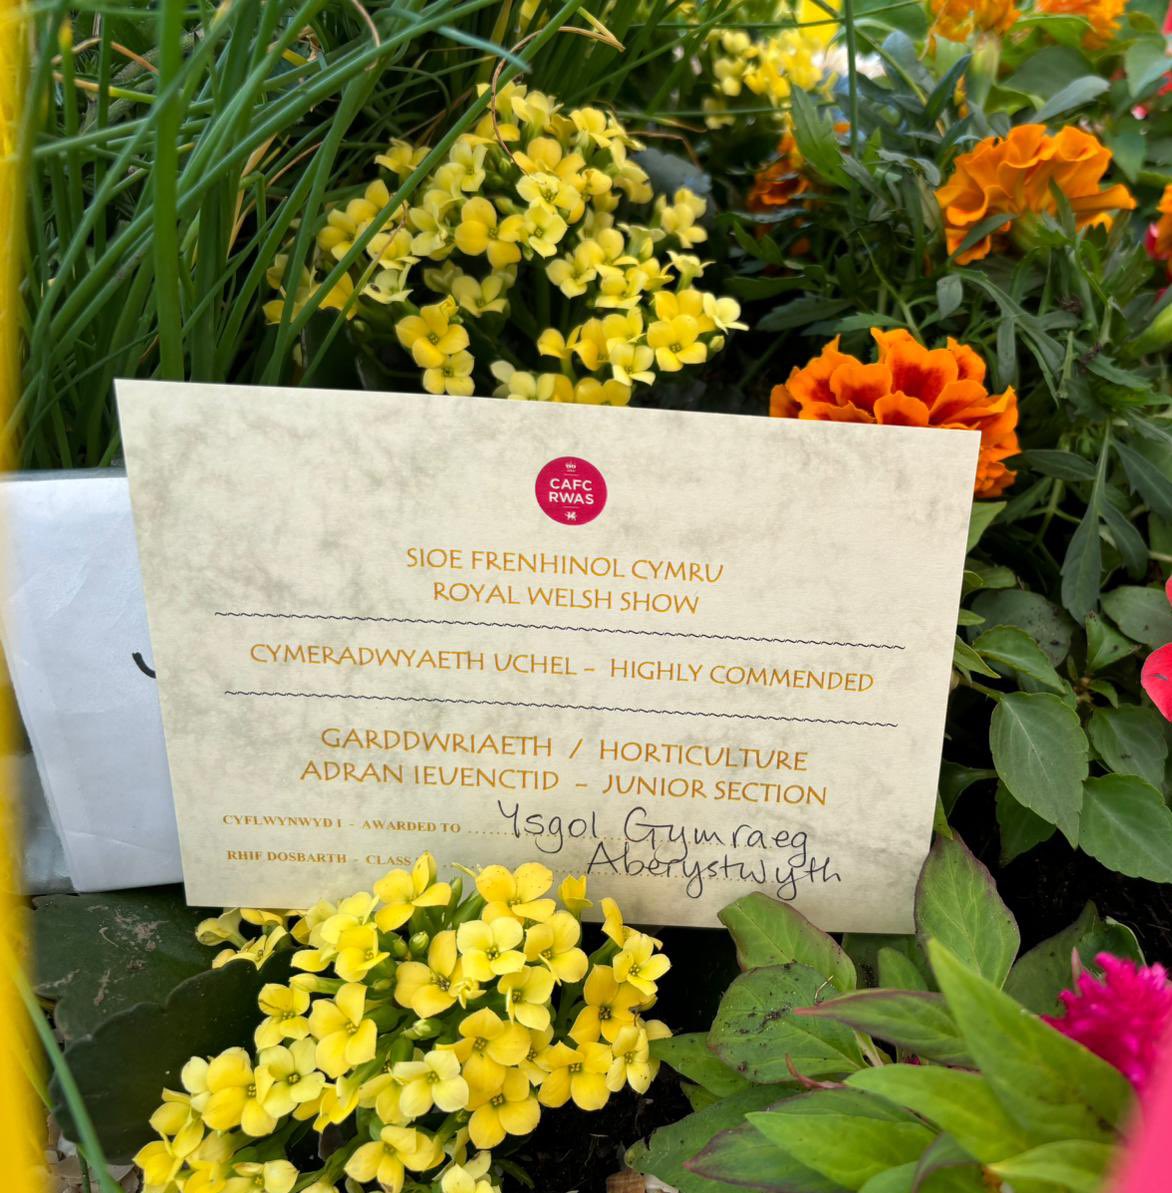 CAFC
RWAS
SIOE FRENHINOL CYMRU
ROYAL WELSH SHOW
CYMERADWYAETH UCHEL - HIGHLY COMMENDED
GARDDWRIAETH / HORTICULTURE
ADRAN IEUENCTID - JUNIOR SECTION
CYFLWYNWYD I - AWARDED TO ...... Ysgol Gymraeg
Aberystwyth
RHIF DOSBARTH - CLASS